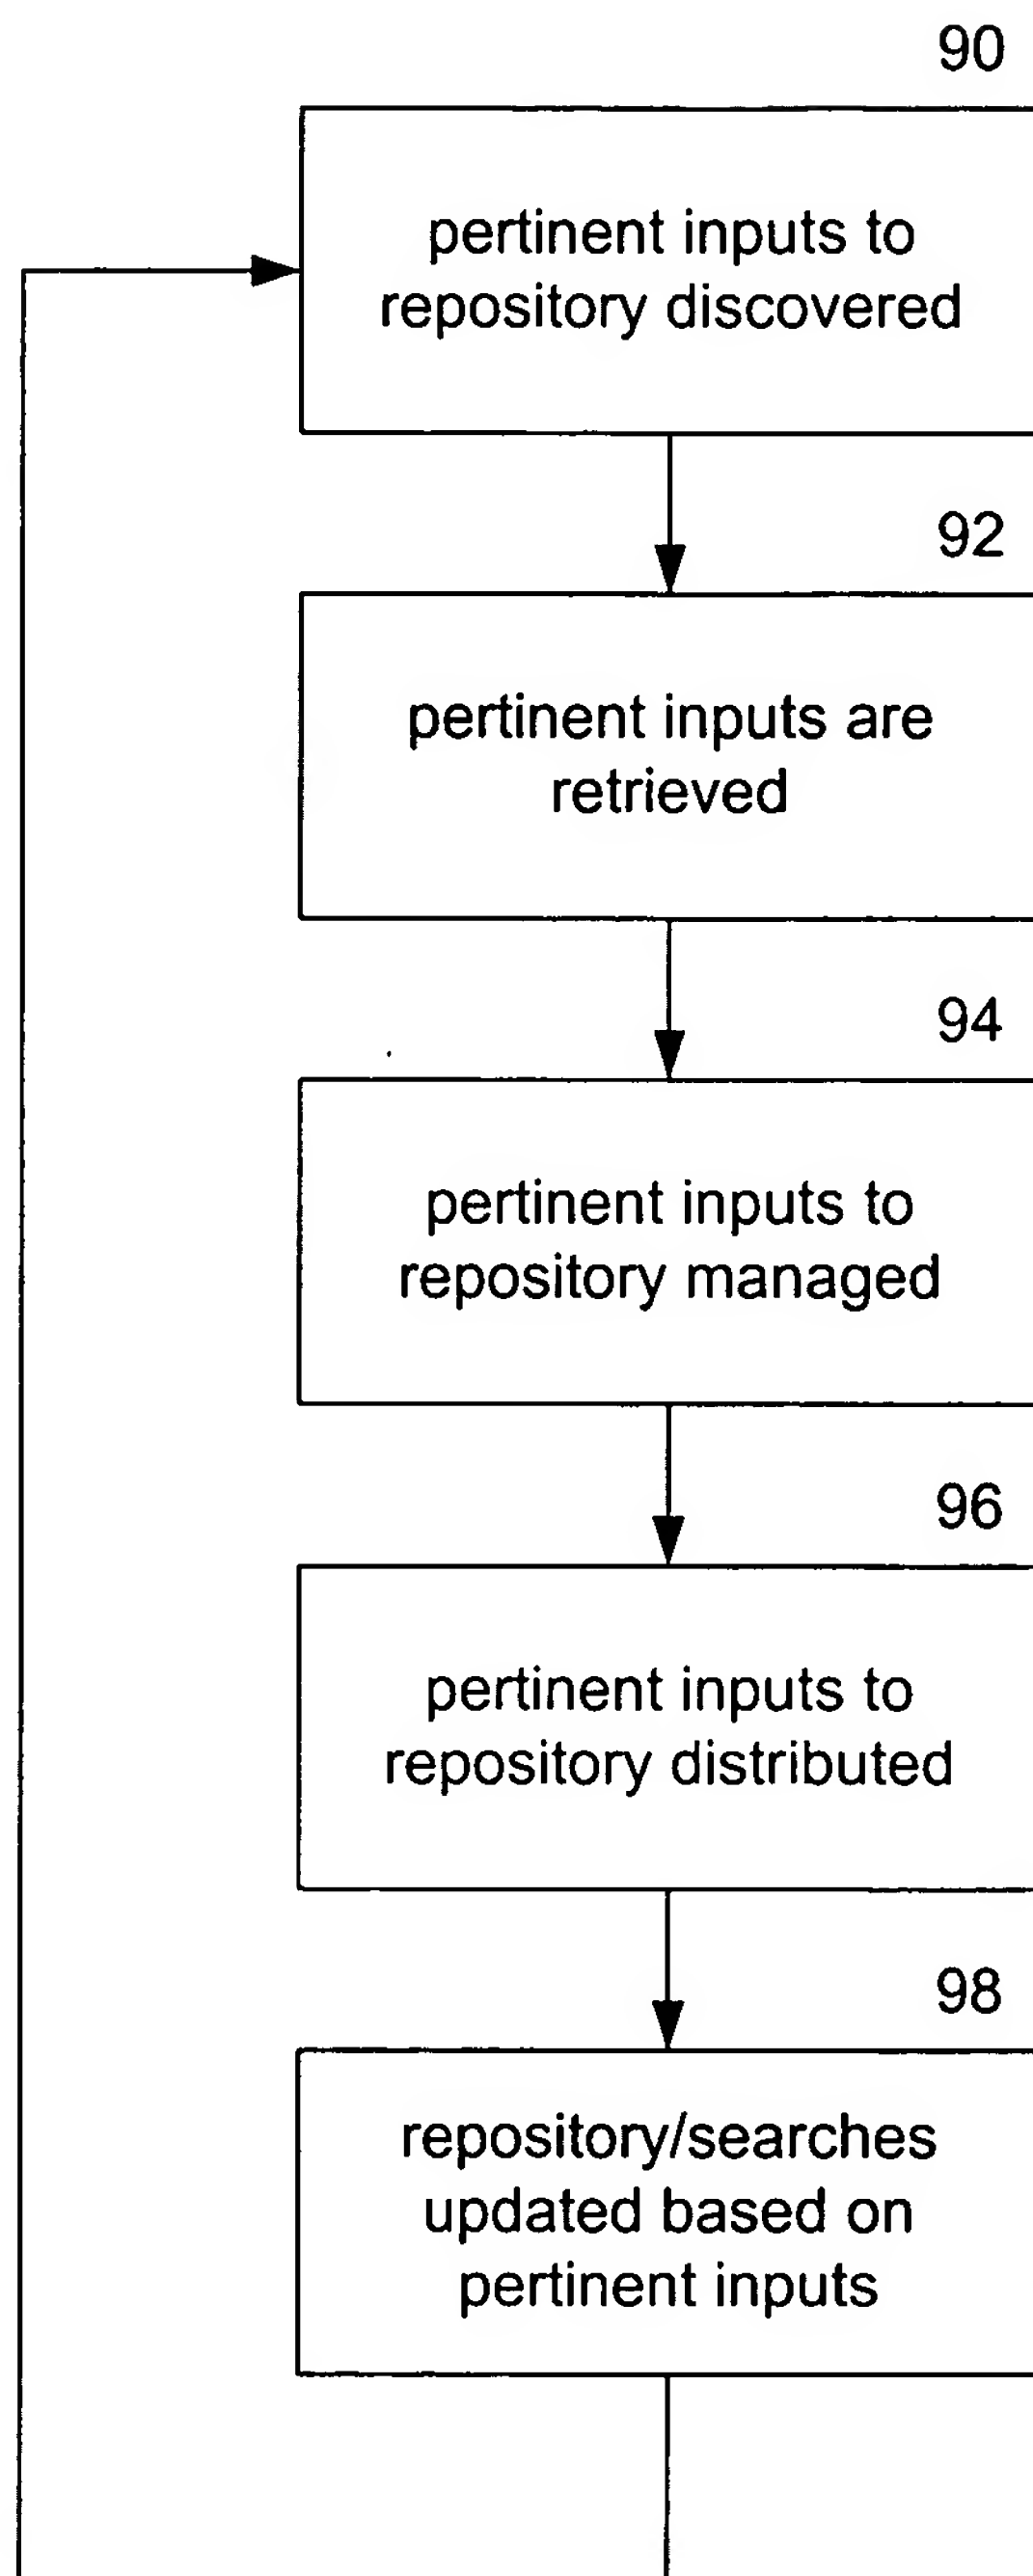 90
pertinent inputs to
repository discovered
92
pertinent inputs are
retrieved
94
pertinent inputs to
repository managed
96
pertinent inputs to
repository distributed
98
repository/searches
updated based on
pertinent inputs